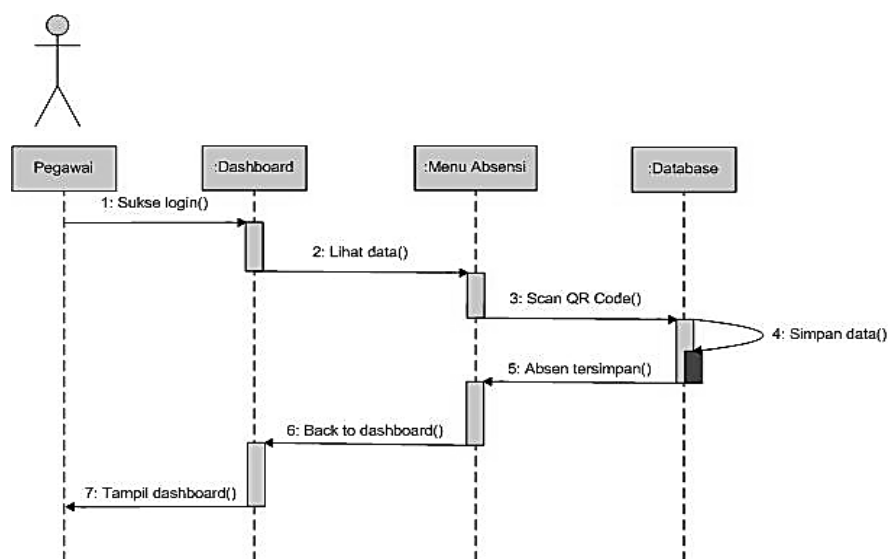 Pegawai
:Dashboard
:Menu Absensi
:Database
1: Sukse login()
2: Lihat data()
3: Scan QR Code()
4: Simpan data()
5: Absen tersimpan()
6: Back to dashboard()
7: Tampil dashboard()